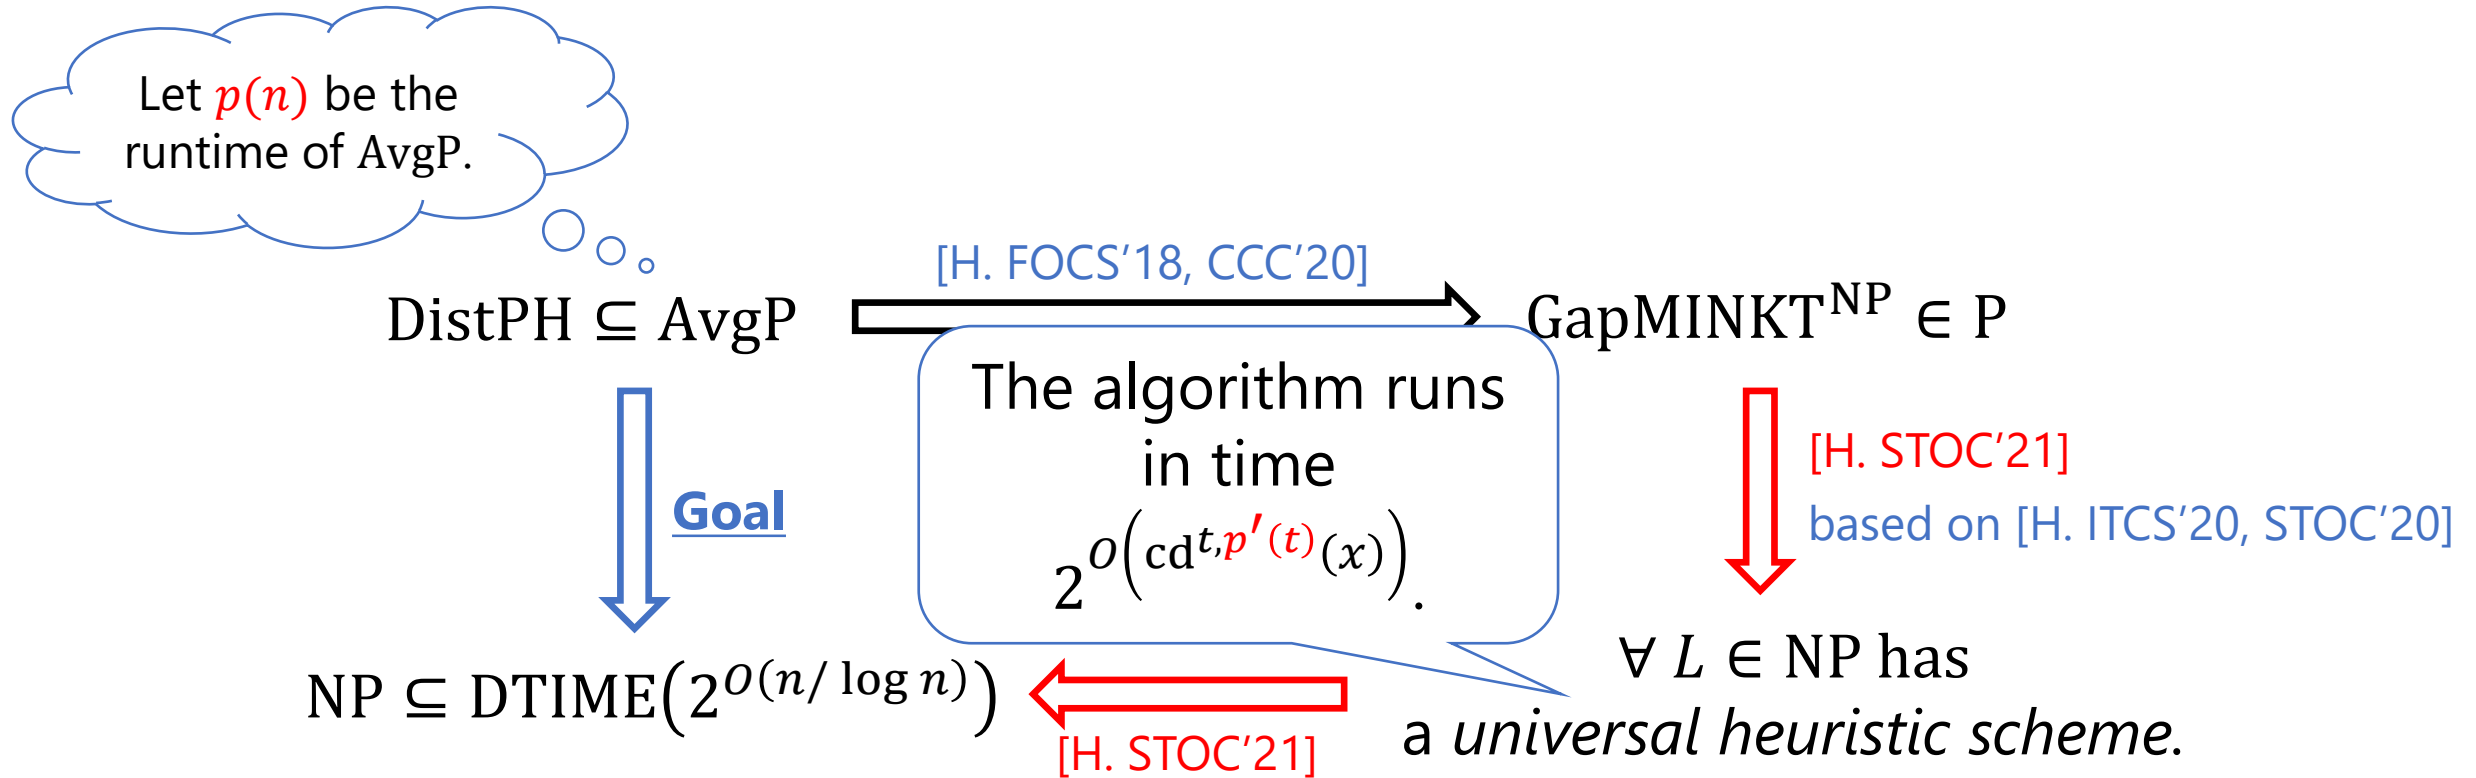 Let p(n) be the
runtime of AvgP.
[H. FOCS’18, CCC’20]
DistPH ⊆ AvgP
GapMINKT^NP ∈ P
The algorithm runs
in time
2^O(cd^{t,p′(t)}(x)).
[H. STOC’21]
based on [H. ITCS’20, STOC’20]
Goal
NP ⊆ DTIME(2^O(n/ log n))
[H. STOC’21]
∀ L ∈ NP has
a universal heuristic scheme.